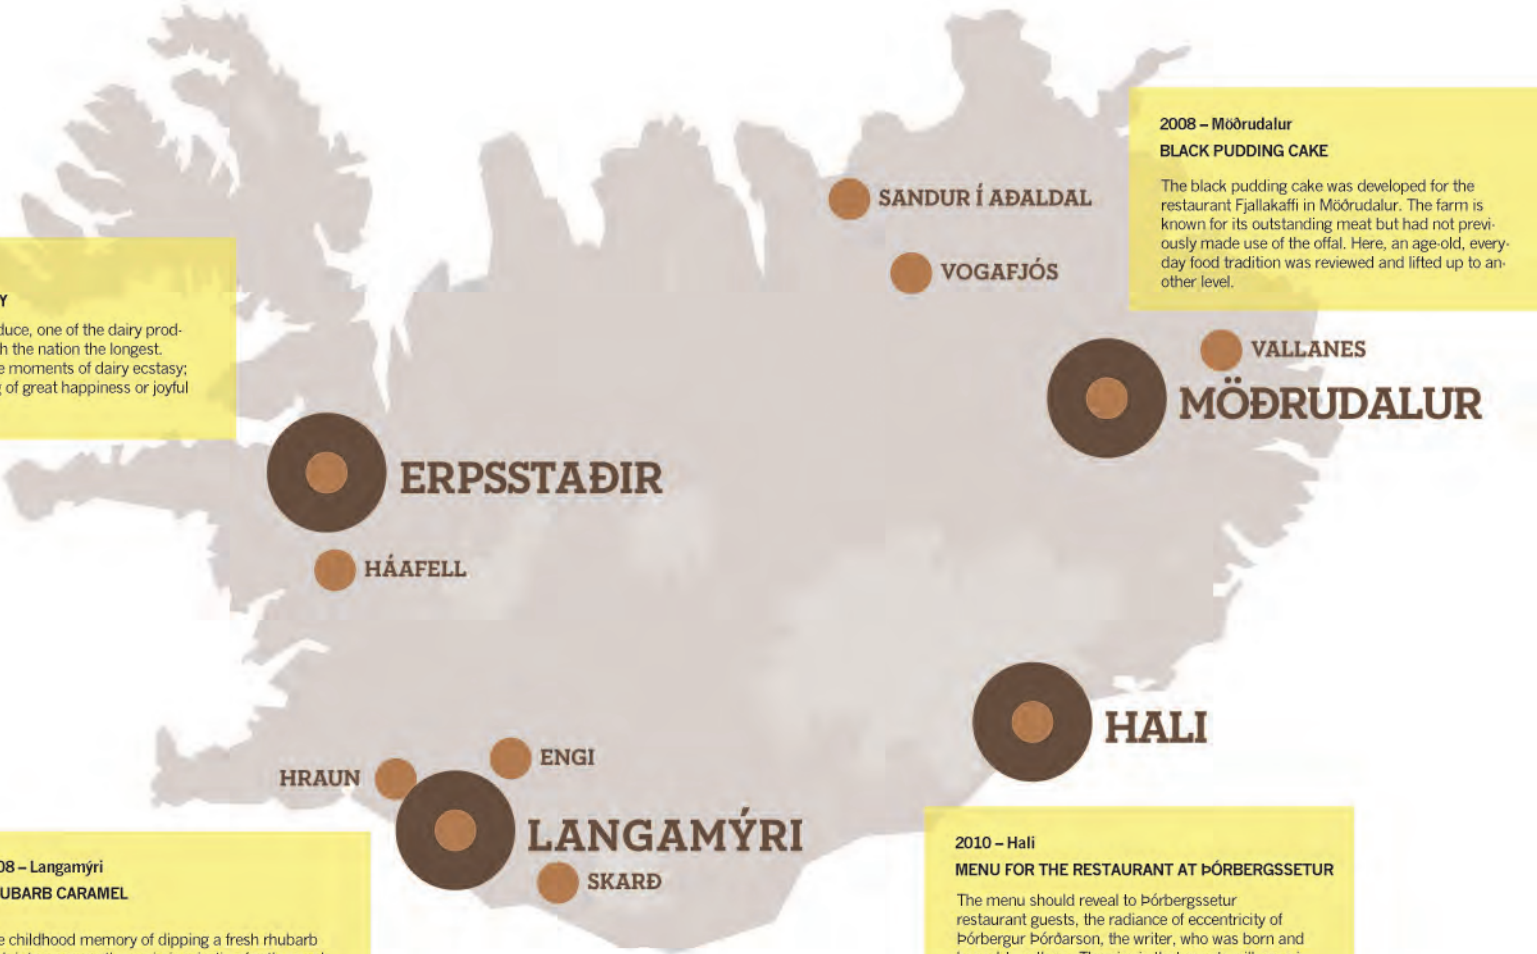 2008 – Möðrudalur
BLACK PUDDING CAKE
The black pudding cake was developed for the
restaurant Fjallakaffi in Möðrudalur. The farm is
known for its outstanding meat but had not previ-
ously made use of the offal. Here, an age-old, every-
day food tradition was reviewed and lifted up to an-
other level.
SANDUR Í AÐALDAL
VOGAFJÓS
Y
duce, one of the dairy prod-
h the nation the longest.
e moments of dairy ecstasy;
g of great happiness or joyful
VALLANES
MÖÐRUDALUR
ERPSSTAÐIR
HÁAFELL
HALI
ENGI
HRAUN
LANGAMÝRI
SKARÐ
08 – Langamýri
UBARB CARAMEL
e childhood memory of dipping a fresh rhubarb
2010 – Hali
MENU FOR THE RESTAURANT AT ÞÓRBERGSSETUR
The menu should reveal to Þórbergssetur
restaurant guests, the radiance of eccentricity of
Þórbergur Þórðarson, the writer, who was born and